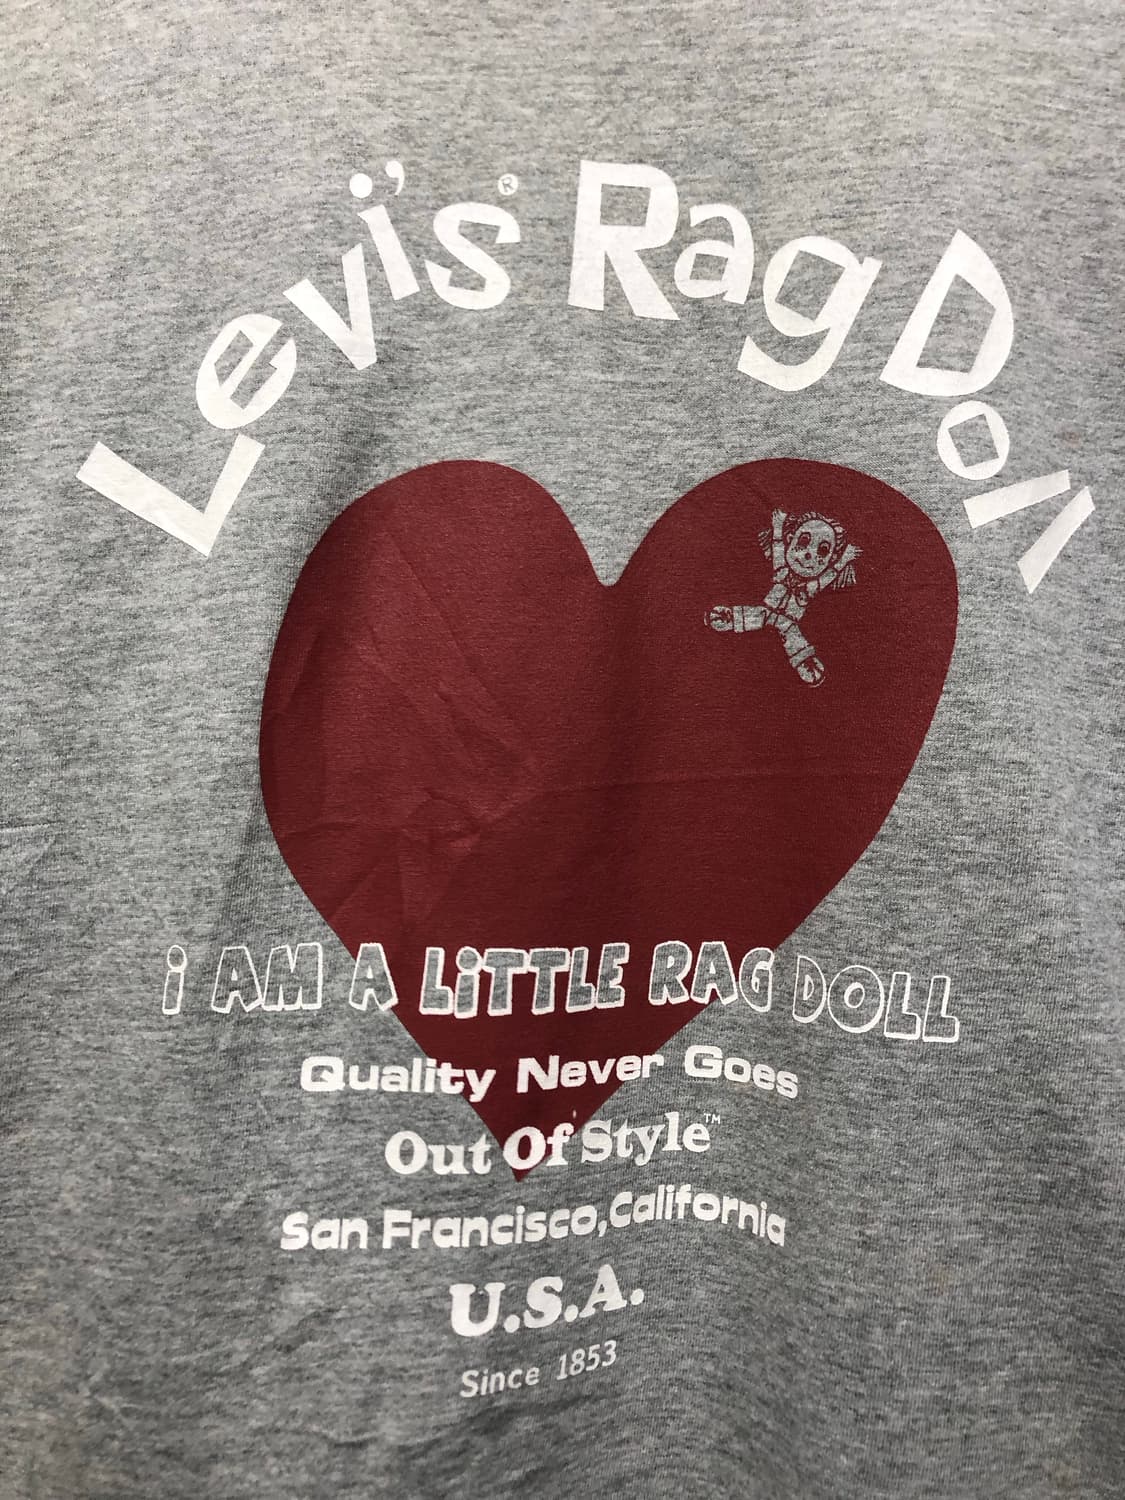 Levi's® Rag Doll
i AM A LiTTLE RAG DOLL
Quality Never Goes
Out Of Style™
San Francisco,California
U.S.A.
Since 1853